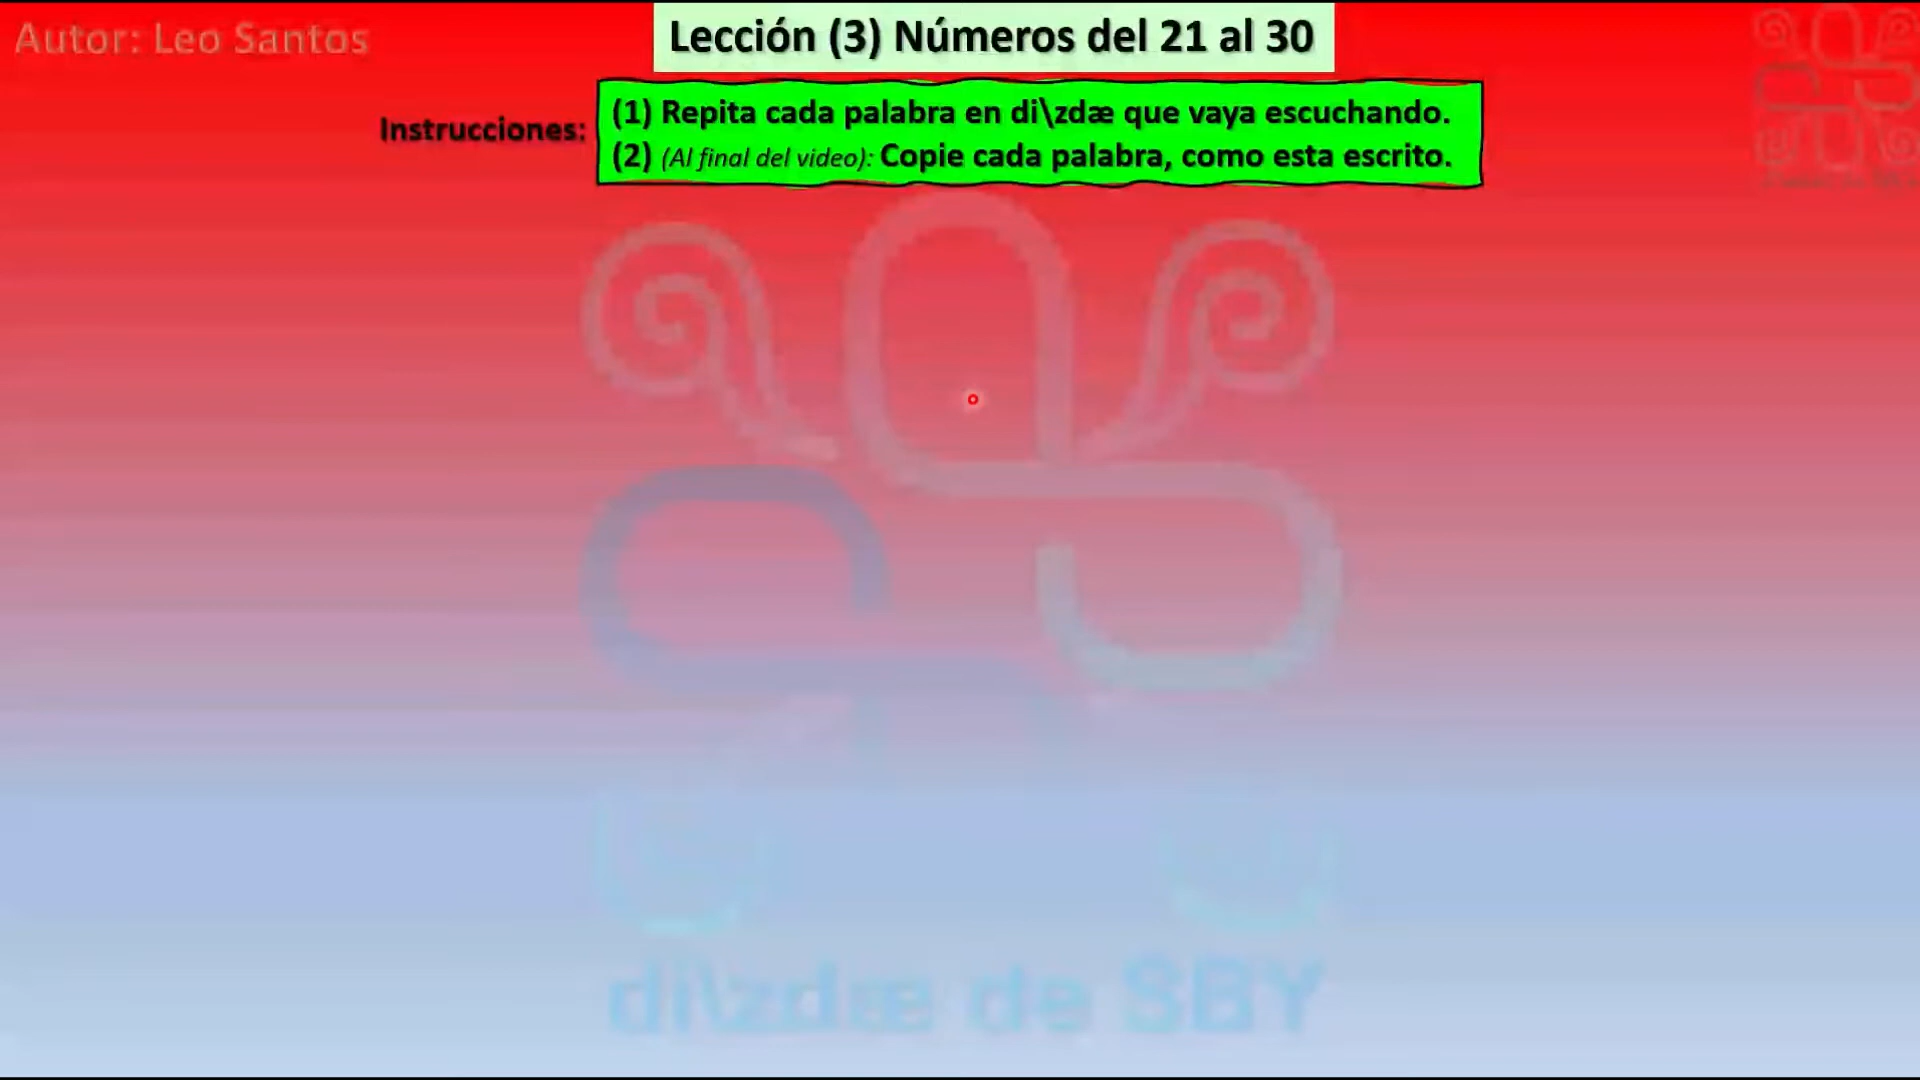 Autor: Leo Santos
Lección (3) Números del 21 al 30
Instrucciones:
(1) Repita cada palabra en di\zdæ que vaya escuchando.
(2) (Al final del video): Copie cada palabra, como esta escrito.
di\zdæ de SBY